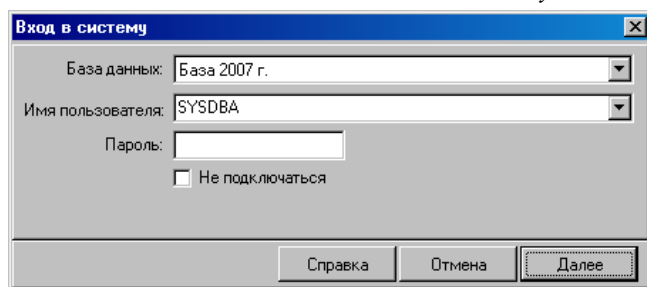 Вход в систему
База данных: База 2007 г.
Имя пользователя: SYSDBA
Пароль:
Не подключаться
Справка Отмена Далее